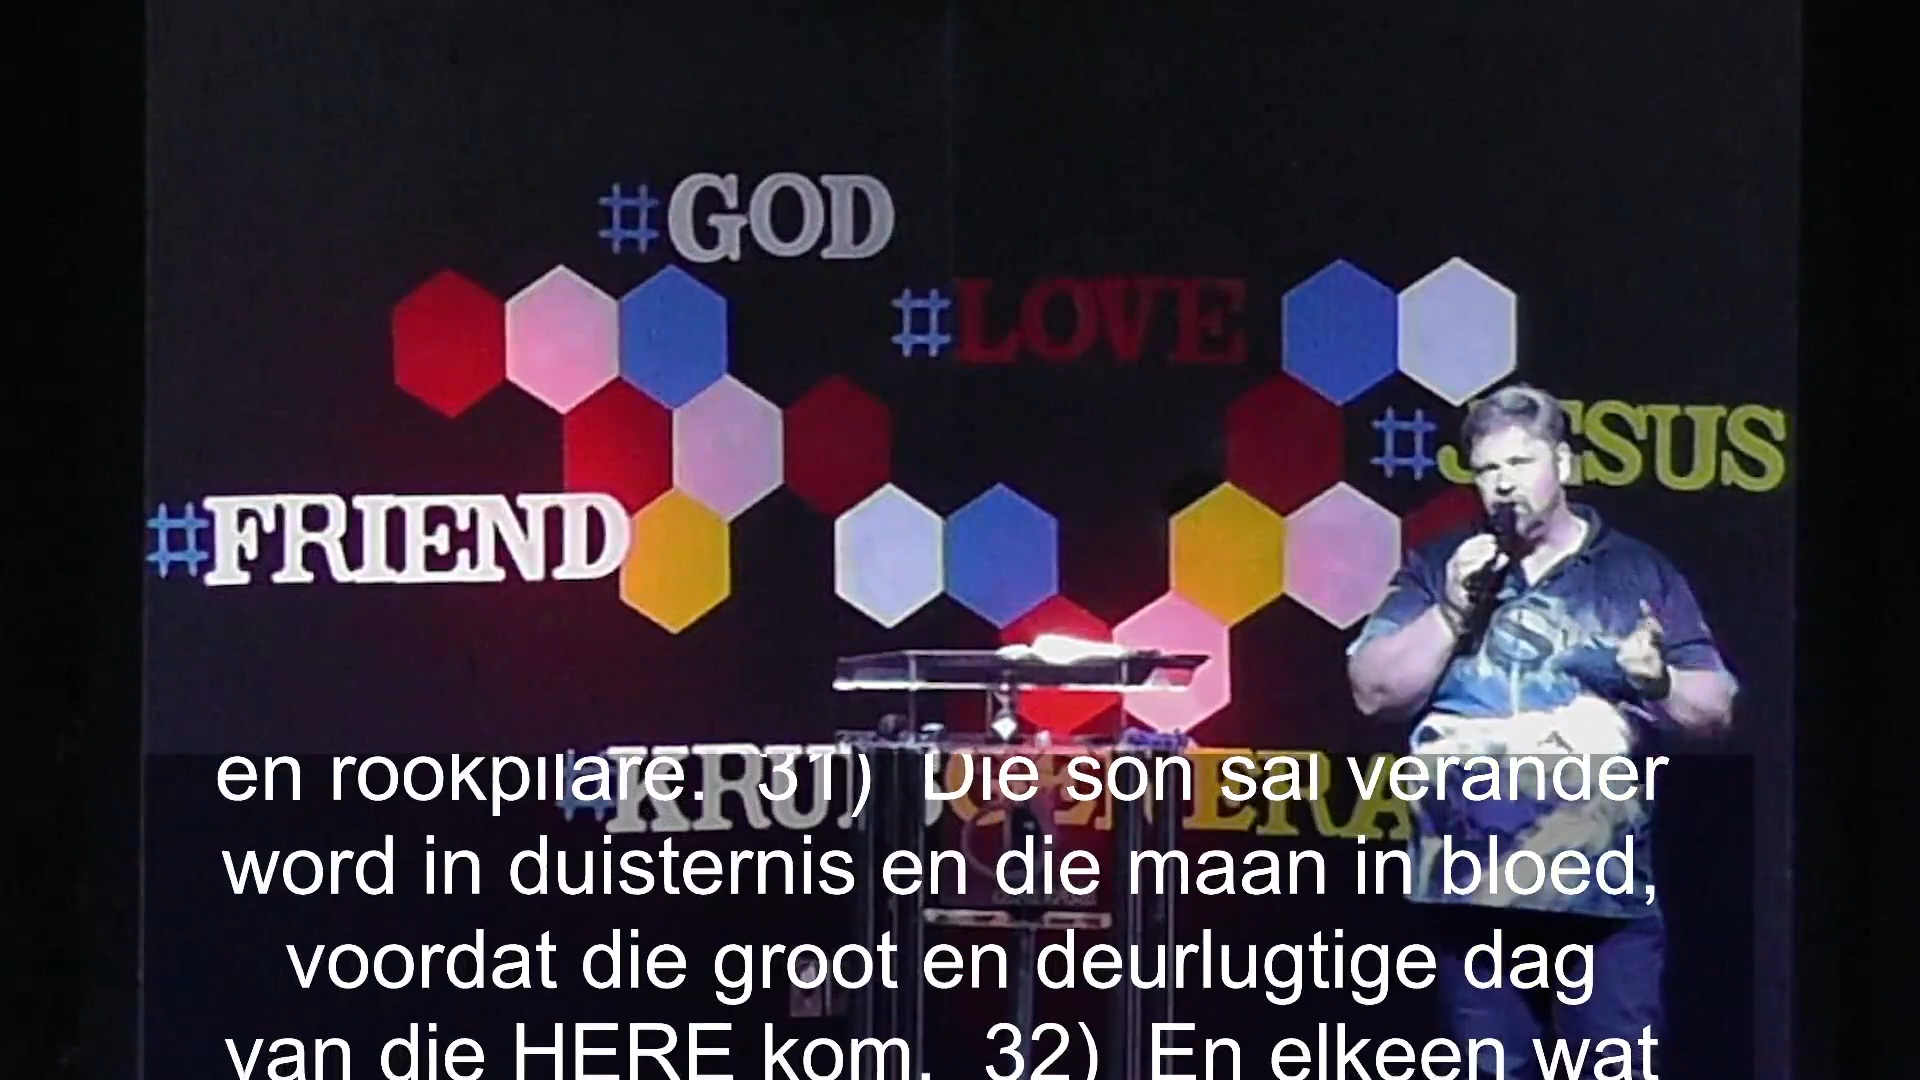 #GOD
#LOVE
#JESUS
#FRIEND
en rookpilare. 31) Die son sal verander
word in duisternis en die maan in bloed,
voordat die groot en deurlugtige dag
van die HERE kom. 32) En elkeen wat